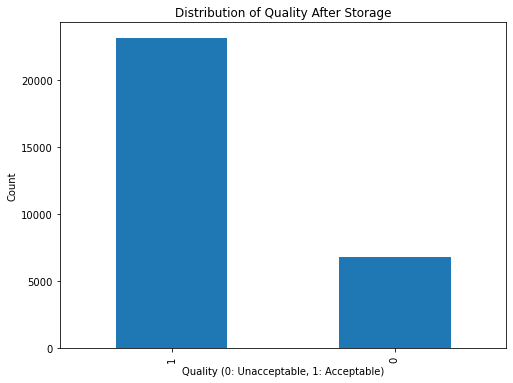 Distribution of Quality After Storage
Count
20000
15000
10000
5000
0
1
0
Quality (0: Unacceptable, 1: Acceptable)